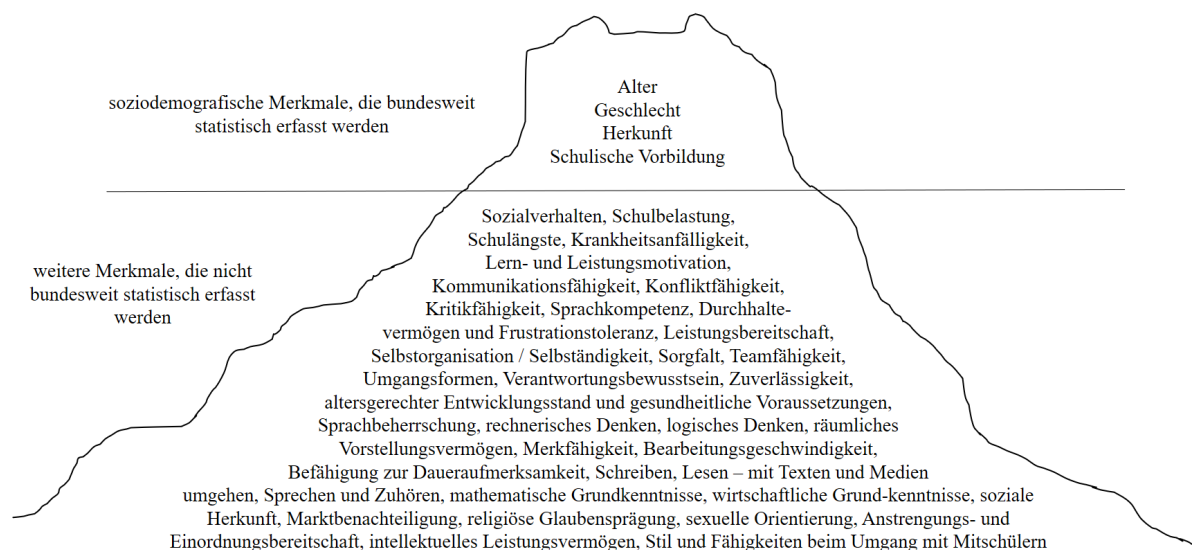 soziodemografische Merkmale, die bundesweit
statistisch erfasst werden
Alter
Geschlecht
Herkunft
Schulische Vorbildung
weitere Merkmale, die nicht
bundesweit statistisch erfasst
werden
Sozialverhalten, Schulbelastung,
Schulängste, Krankheitsanfälligkeit,
Lern- und Leistungsmotivation,
Kommunikationsfähigkeit, Konfliktfähigkeit,
Kritikfähigkeit, Sprachkompetenz, Durchhalte-
vermögen und Frustrationstoleranz, Leistungsbereitschaft,
Selbstorganisation / Selbständigkeit, Sorgfalt, Teamfähigkeit,
Umgangsformen, Verantwortungsbewusstsein, Zuverlässigkeit,
altersgerechter Entwicklungsstand und gesundheitliche Voraussetzungen,
Sprachbeherrschung, rechnerisches Denken, logisches Denken, räumliches
Vorstellungsvermögen, Merkfähigkeit, Bearbeitungsgeschwindigkeit,
Befähigung zur Daueraufmerksamkeit, Schreiben, Lesen – mit Texten und Medien
umgehen, Sprechen und Zuhören, mathematische Grundkenntnisse, wirtschaftliche Grund-kenntnisse, soziale
Herkunft, Marktbenachteiligung, religiöse Glaubensprägung, sexuelle Orientierung, Anstrengungs- und
Einordnungsbereitschaft, intellektuelles Leistungsvermögen, Stil und Fähigkeiten beim Umgang mit Mitschülern